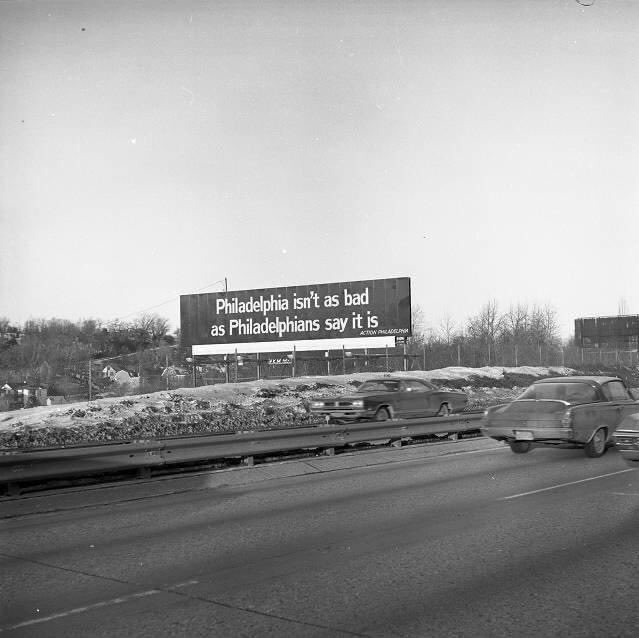 Philadelphia isn't as bad
as Philadelphians say it is
ACTION PHILADELPHIA